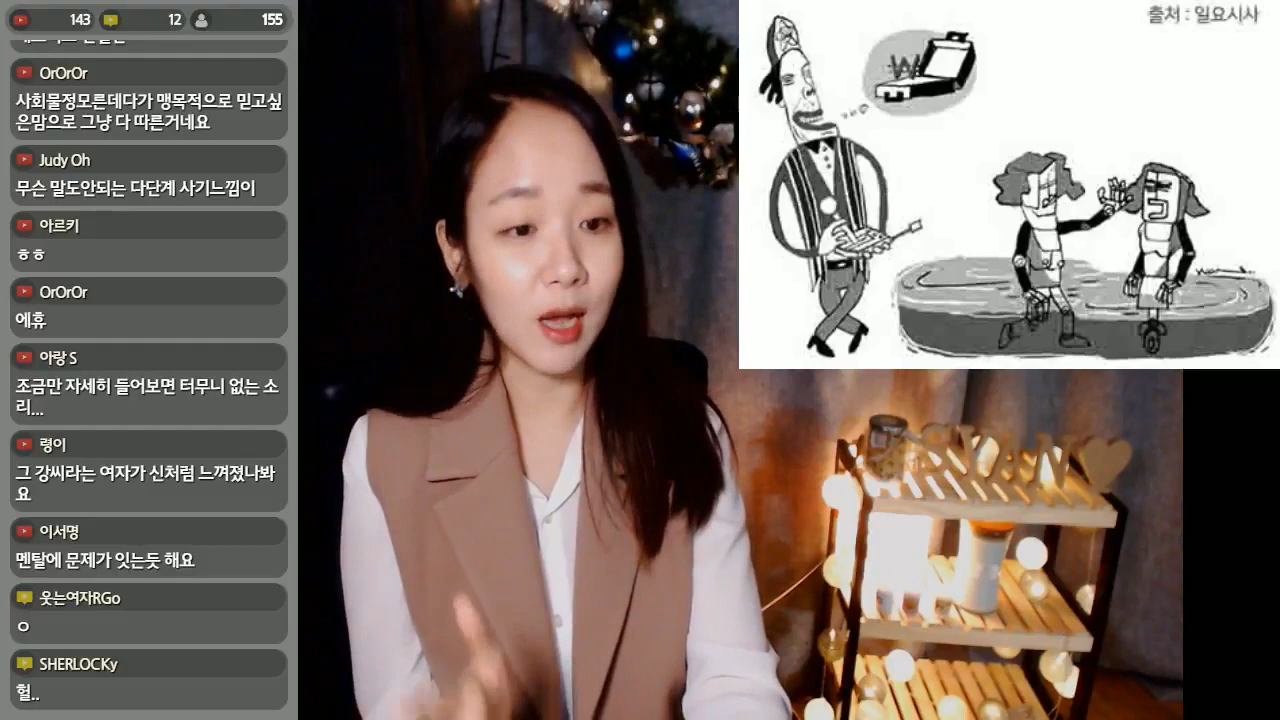 143 12 155
OrOrOr
사회물정모른데다가 맹목적으로 믿고싶
은맘으로 그냥 다 따른거네요
Judy Oh
무슨 말도안되는 다단계 사기느낌이
아르키
ㅎㅎ
OrOrOr
에휴
아랑 S
조금만 자세히 들어보면 터무니 없는 소
리...
령이
그 강씨라는 여자가 신처럼 느껴졌나봐
요
이서명
멘탈에 문제가 잇는듯 해요
웃는여자RGo
ㅇ
SHERLOCKy
헐..
출처 : 일요시사
W